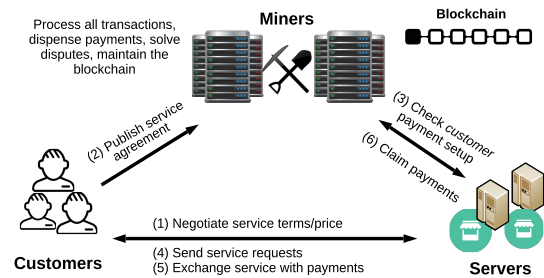 Process all transactions,
dispense payments, solve
disputes, maintain the
blockchain
Miners
Blockchain
(2) Publish service
agreement
(3) Check customer
payment setup
(6) Claim payments
(1) Negotiate service terms/price
(4) Send service requests
(5) Exchange service with payments
Customers
Servers